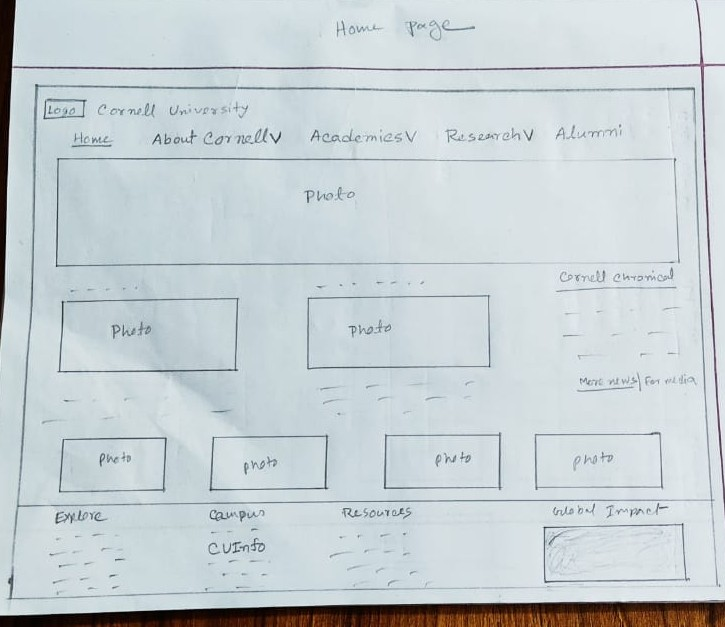 Home page
Logo Cornell University
Home About Cornell V Academics V Research V Alumni
Photo
Cornell Chronical
Photo Photo
More news | For media
Photo photo photo photo
Explore Campus Resources Global Impact
CUInfo